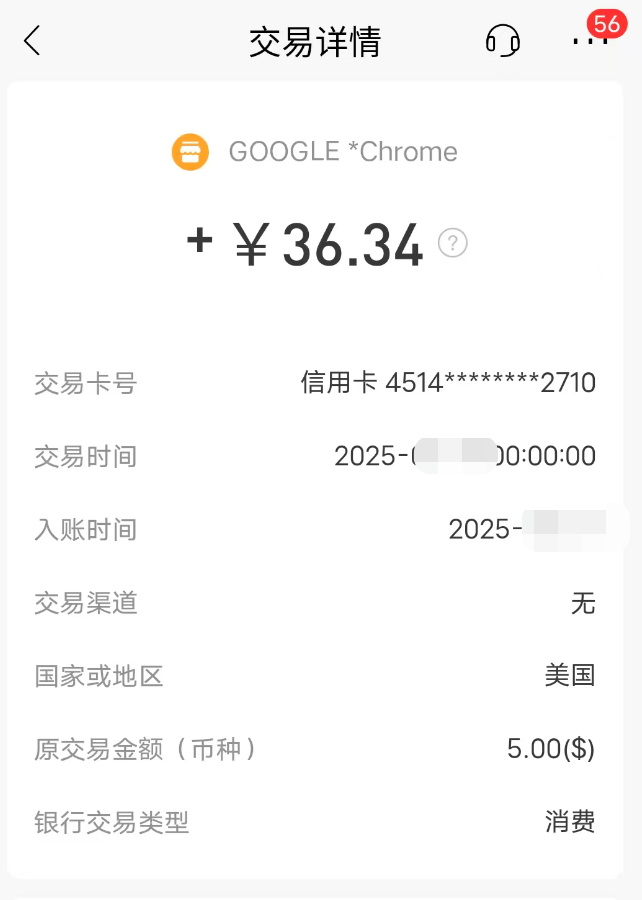 交易详情
56
GOOGLE *Chrome
+ ¥36.34 ?
交易卡号 信用卡 4514********2710
交易时间 2025- 00:00:00
入账时间 2025-
交易渠道 无
国家或地区 美国
原交易金额（币种） 5.00($)
银行交易类型 消费